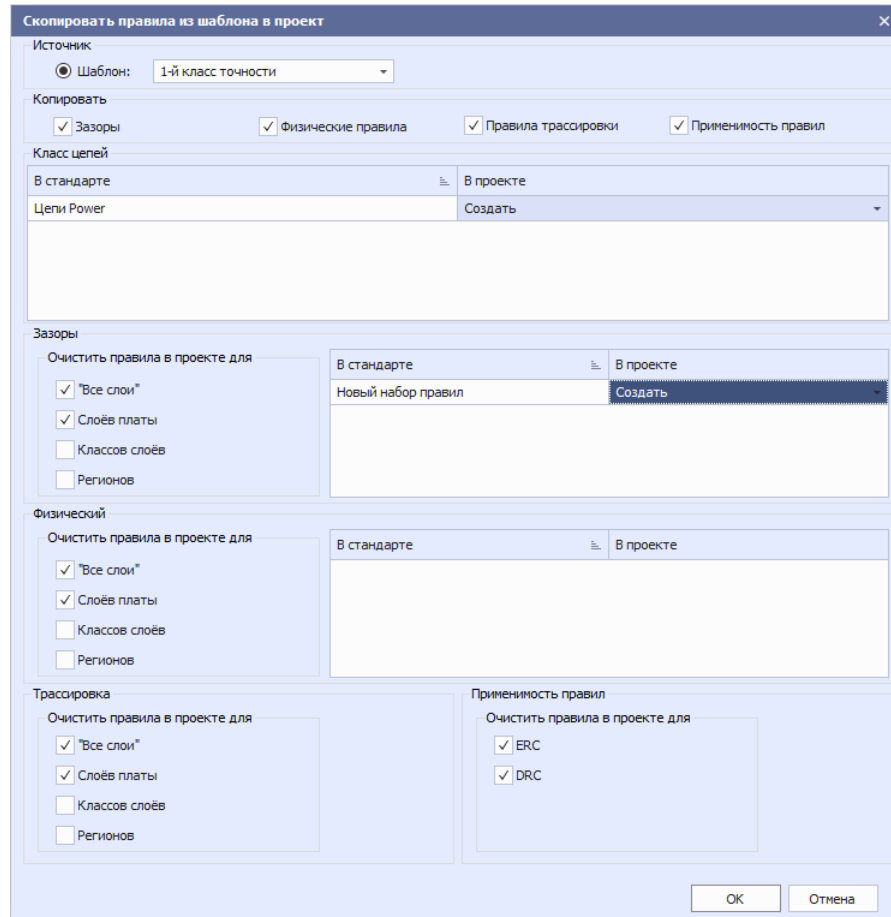 Скопировать правила из шаблона в проект
Источник
Шаблон: 1-й класс точности
Копировать
Зазоры Физические правила Правила трассировки Применимость правил
Класс цепей
В стандарте В проекте
Цепи Power Создать
Зазоры
Очистить правила в проекте для
"Все слои"
Слоёв платы
Классов слоёв
Регионов
В стандарте В проекте
Новый набор правил Создать
Физический
Очистить правила в проекте для
"Все слои"
Слоёв платы
Классов слоёв
Регионов
В стандарте В проекте
Трассировка
Очистить правила в проекте для
"Все слои"
Слоёв платы
Классов слоёв
Регионов
Применимость правил
Очистить правила в проекте для
ERC
DRC
OK Отмена